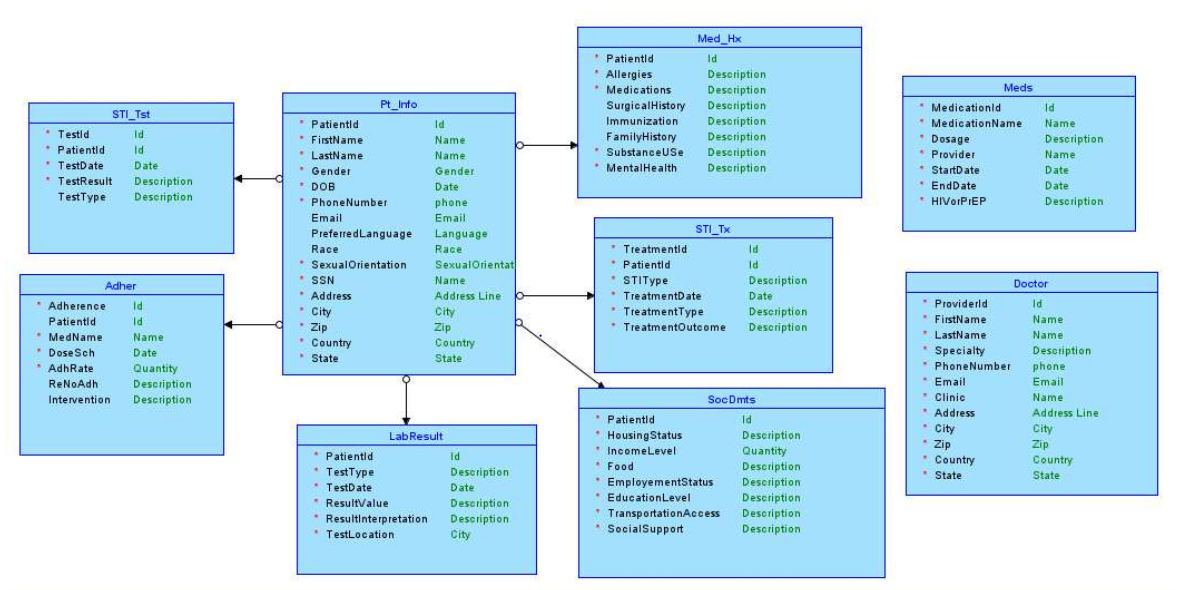 STI_Tst
* TestId Id
* PatientId Id
* TestDate Date
* TestResult Description
TestType Description
Pt_Info
* PatientId Id
* FirstName Name
* LastName Name
* Gender Gender
* DOB Date
* PhoneNumber phone
Email Email
PreferredLanguage Language
Race Race
* SexualOrientation SexualOrientat
* SSN Name
* Address Address Line
* City City
* Zip Zip
* Country Country
* State State
Med_Hx
* PatientId Id
* Allergies Description
* Medications Description
SurgicalHistory Description
Immunization Description
FamilyHistory Description
* SubstanceUSe Description
* MentalHealth Description
Meds
* MedicationId Id
* MedicationName Name
* Dosage Description
* Provider Name
* StartDate Date
* EndDate Date
* HIVorPrEP Description
STI_Tx
* TreatmentId Id
* PatientId Id
* STIType Description
* TreatmentDate Date
* TreatmentType Description
* TreatmentOutcome Description
Adher
* Adherence Id
PatientId Id
* MedName Name
* DoseSch Date
* AdhRate Quantity
ReNoAdh Description
Intervention Description
Doctor
* ProviderId Id
* FirstName Name
* LastName Name
* Specialty Description
* PhoneNumber phone
* Email Email
* Clinic Name
* Address Address Line
* City City
* Zip Zip
* Country Country
* State State
LabResult
* PatientId Id
* TestType Description
* TestDate Date
* ResultValue Description
* ResultInterpretation Description
* TestLocation City
SocDmts
* PatientId Id
* HousingStatus Description
* IncomeLevel Quantity
* Food Description
* EmployementStatus Description
* EducationLevel Description
* TransportationAccess Description
* SocialSupport Description